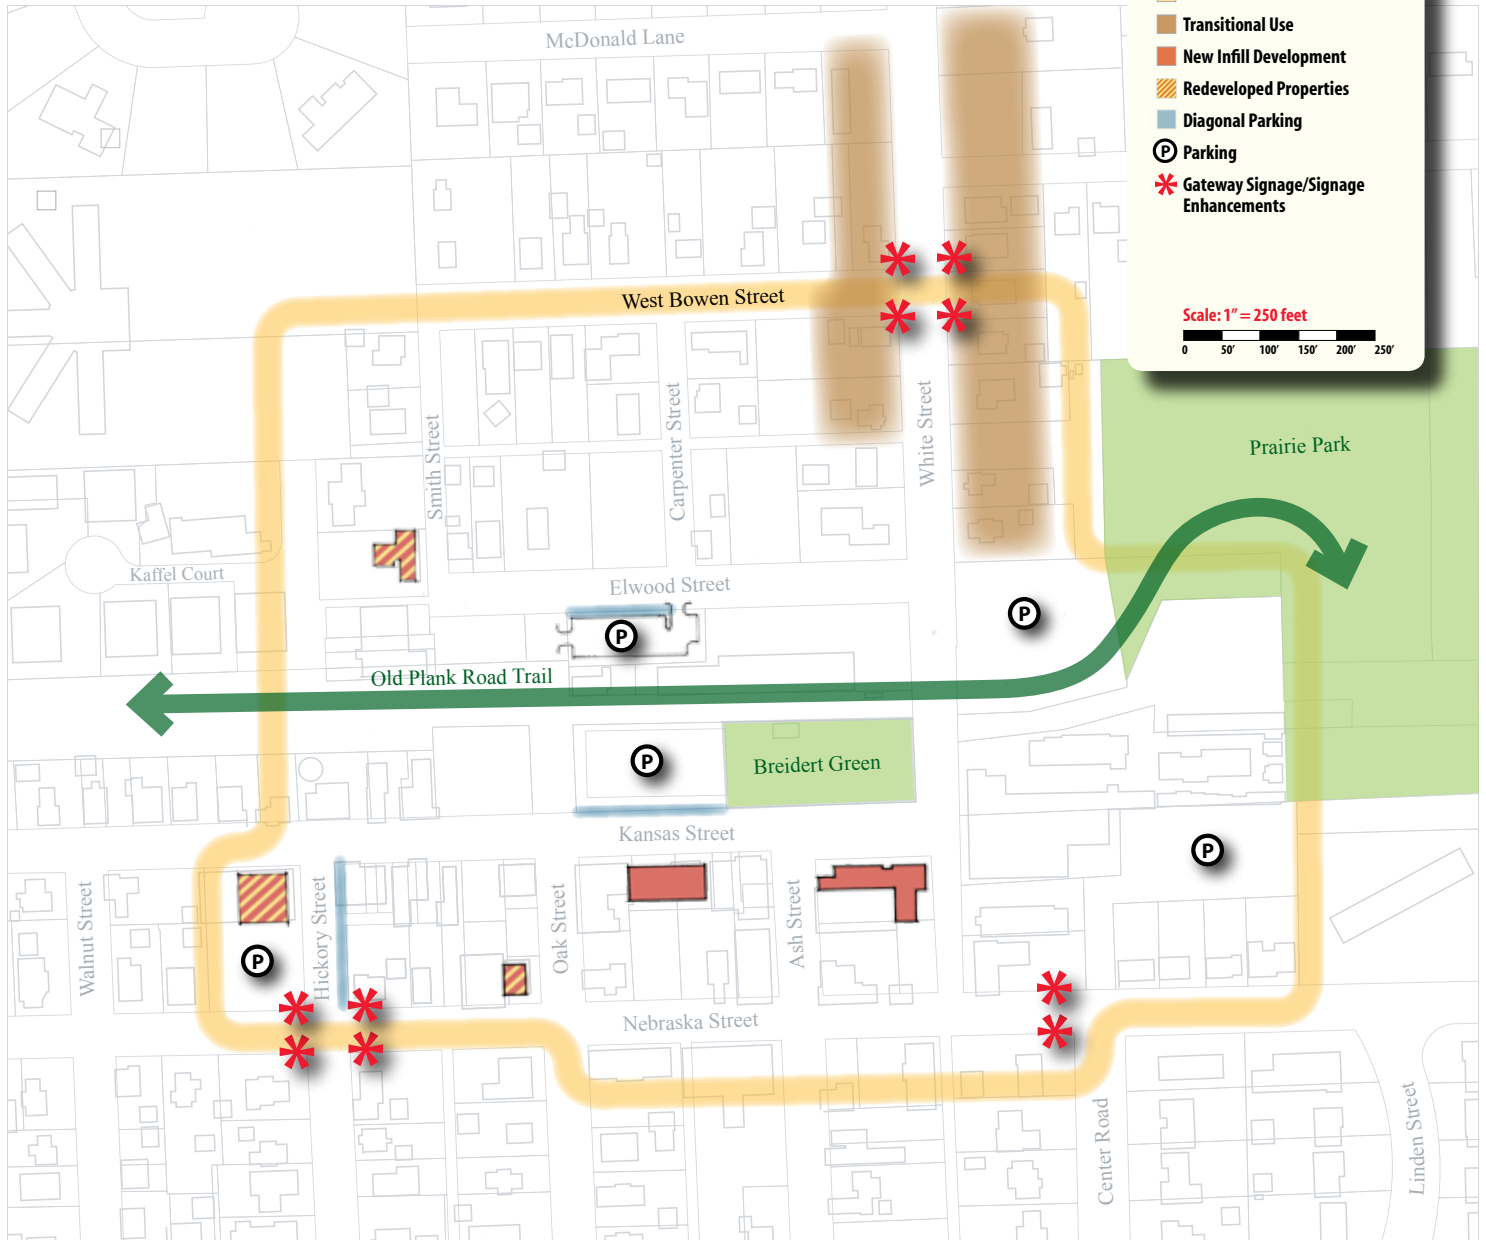 Transitional Use
New Infill Development
Redeveloped Properties
Diagonal Parking
P Parking
Gateway Signage/Signage
Enhancements
Scale: 1” = 250 feet
0 50’ 100’ 150’ 200’ 250’
McDonald Lane
West Bowen Street
Smith Street
Carpenter Street
White Street
Prairie Park
Kaffel Court
Elwood Street
P
P
Old Plank Road Trail
P
Breidert Green
Kansas Street
P
Walnut Street
Hickory Street
Oak Street
Ash Street
P
Nebraska Street
Center Road
Linden Street